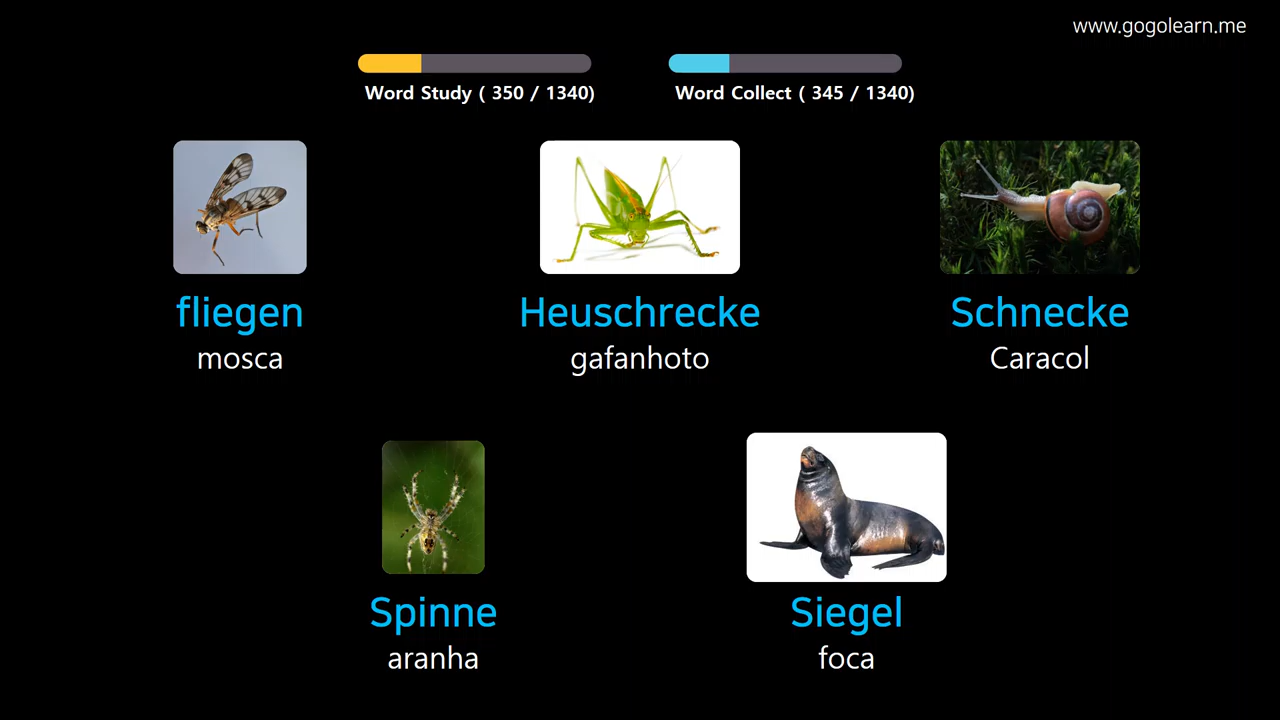 www.gogolearn.me
Word Study ( 350 / 1340)
Word Collect ( 345 / 1340)
fliegen
mosca
Heuschrecke
gafanhoto
Schnecke
Caracol
Spinne
aranha
Siegel
foca